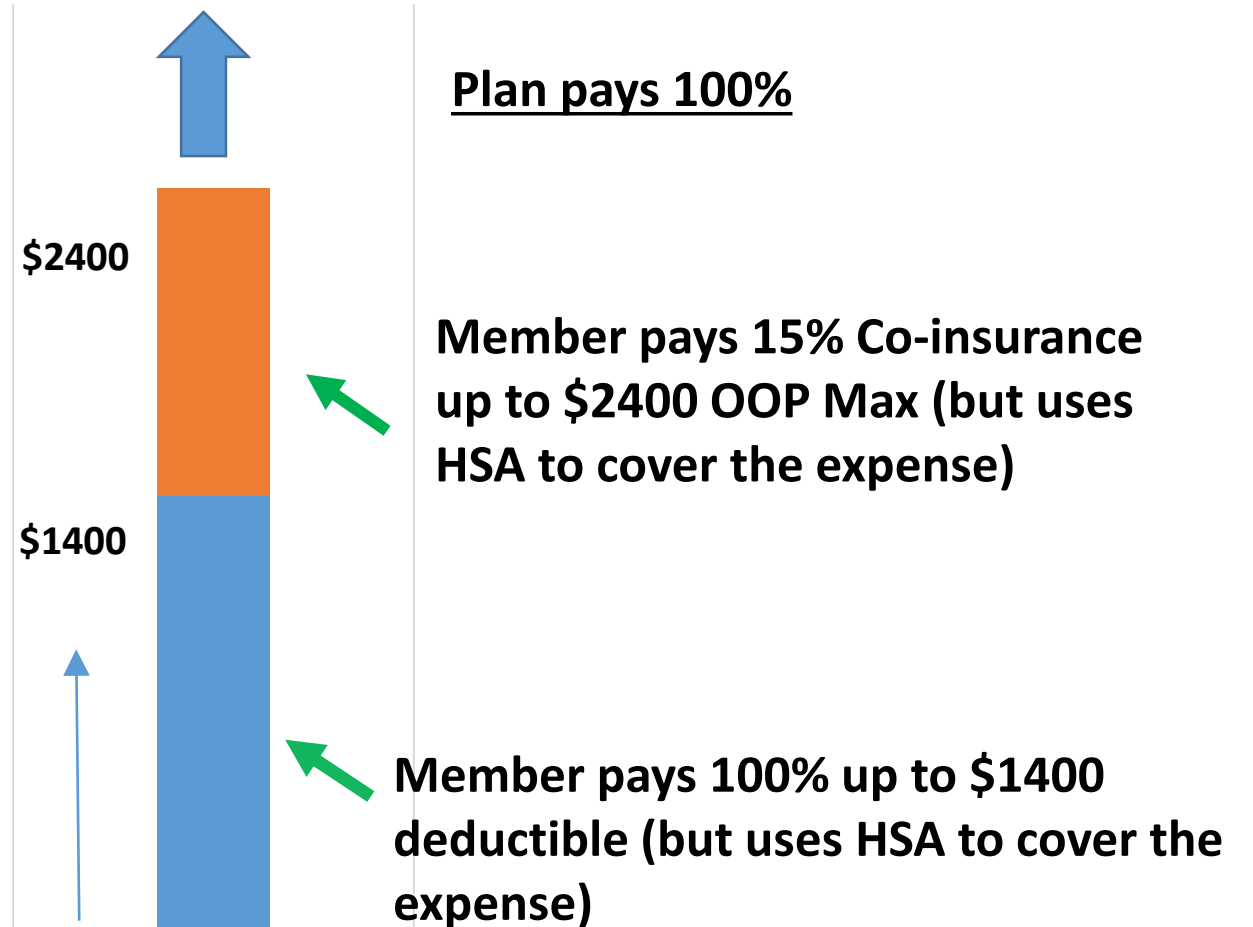 Plan pays 100%
$2400
Member pays 15% Co-insurance
up to $2400 OOP Max (but uses
HSA to cover the expense)
$1400
Member pays 100% up to $1400
deductible (but uses HSA to cover the
expense)